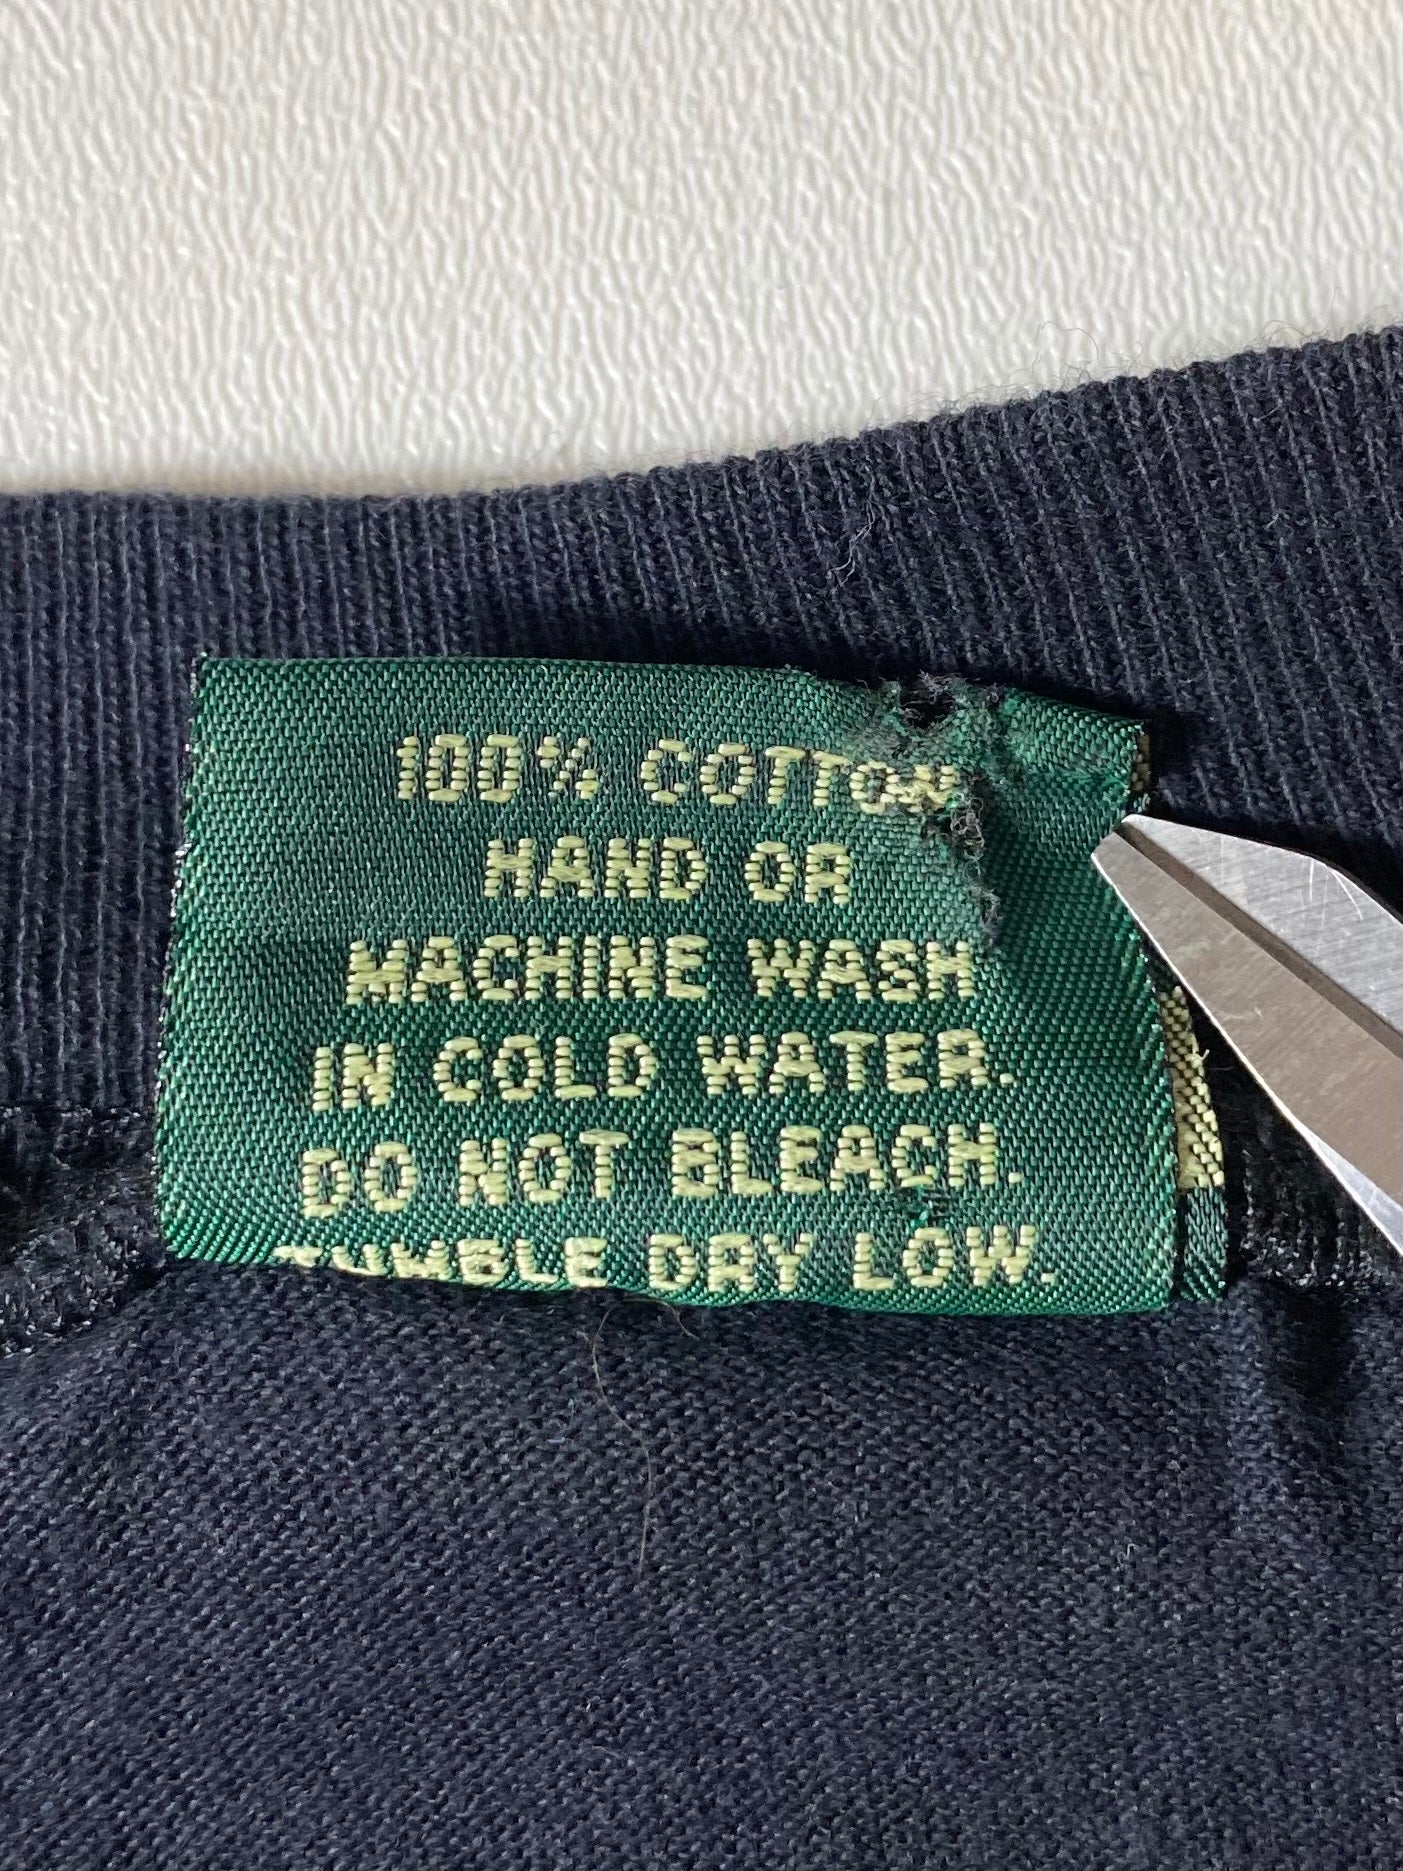 100% COTTON
HAND OR
MACHINE WASH
IN COLD WATER.
DO NOT BLEACH.
TUMBLE DRY LOW.